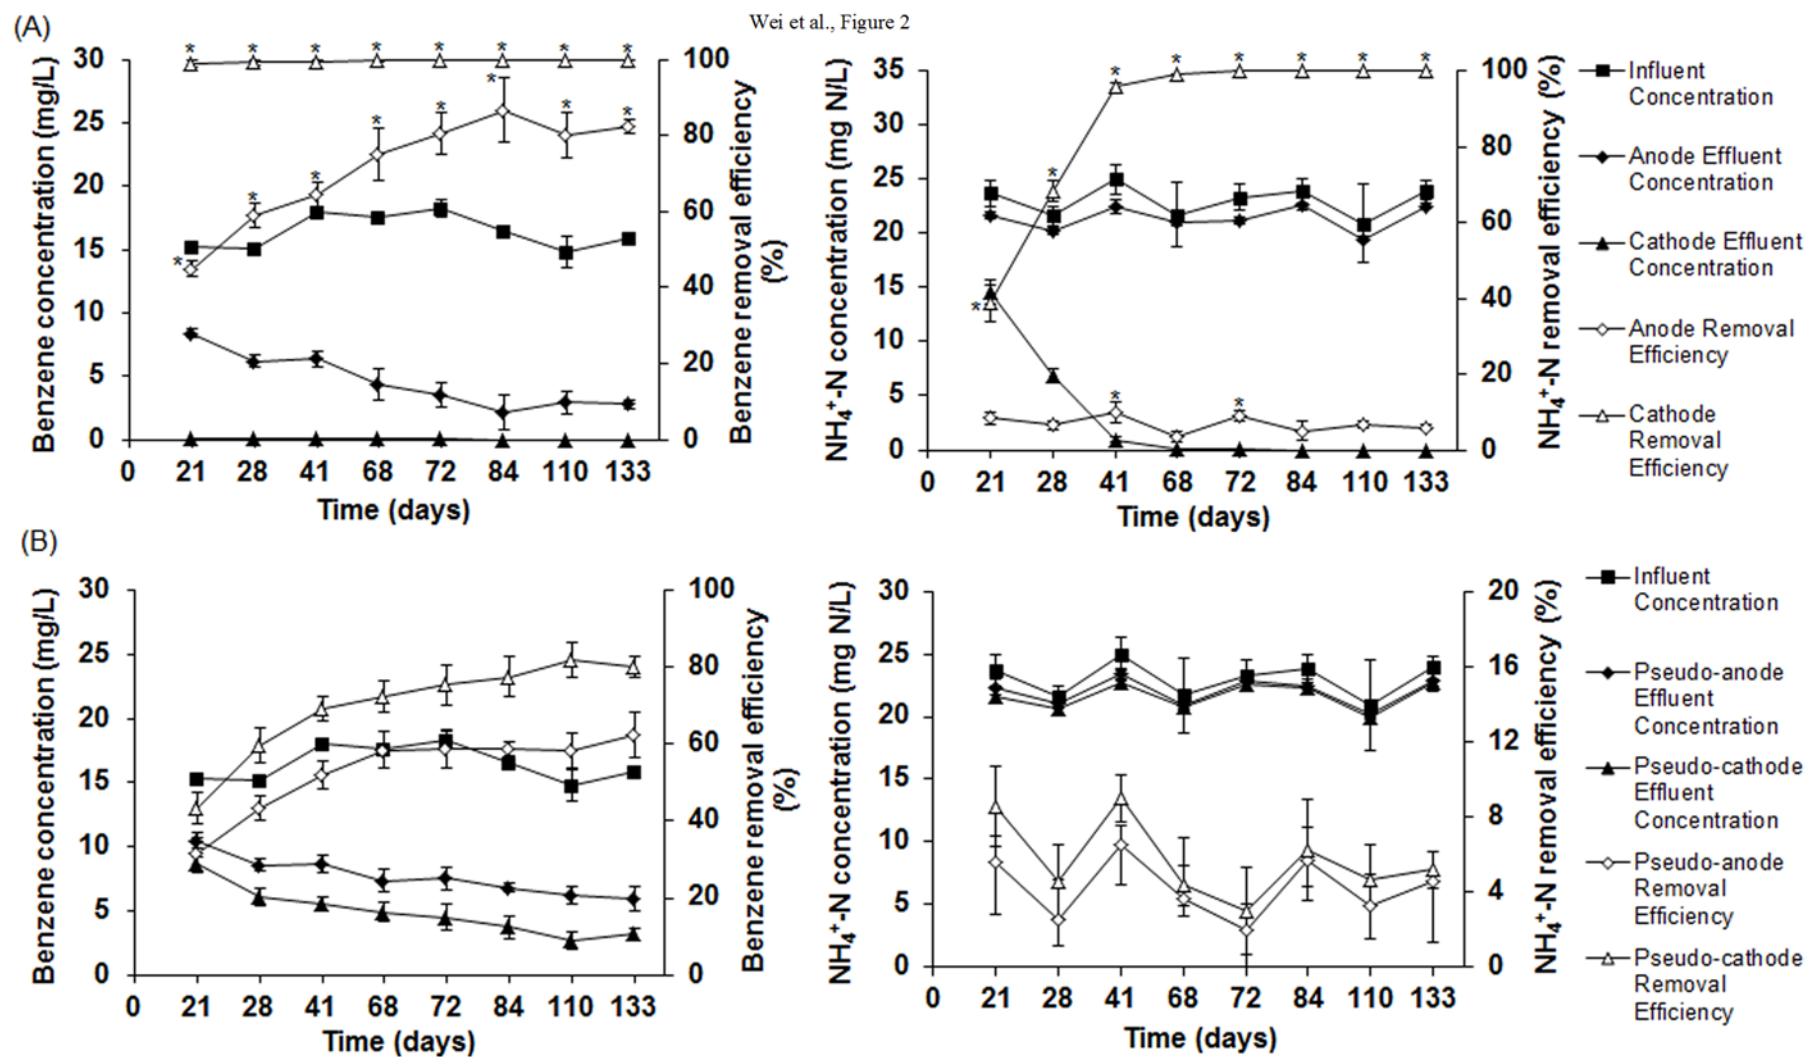 Wei et al., Figure 2
(A)
Benzene concentration (mg/L)
30
25
20
15
10
5
0
* * * * * * * *
* * * * * * * *
100
80
60
40
20
0
Benzene removal efficiency
(%)
0 21 28 41 68 72 84 110 133
Time (days)
NH₄⁺-N concentration (mg N/L)
35
30
25
20
15
10
5
0
* * * * * * * *
* *
100
80
60
40
20
0
NH₄⁺-N removal efficiency (%)
0 21 28 41 68 72 84 110 133
Time (days)
Influent
Concentration
Anode Effluent
Concentration
Cathode Effluent
Concentration
Anode Removal
Efficiency
Cathode
Removal
Efficiency
(B)
Benzene concentration (mg/L)
30
25
20
15
10
5
0
100
80
60
40
20
0
Benzene removal efficiency
(%)
0 21 28 41 68 72 84 110 133
Time (days)
NH₄⁺-N concentration (mg N/L)
30
25
20
15
10
5
0
20
16
12
8
4
0
NH₄⁺-N removal efficiency (%)
0 21 28 41 68 72 84 110 133
Time (days)
Influent
Concentration
Pseudo-anode
Effluent
Concentration
Pseudo-cathode
Effluent
Concentration
Pseudo-anode
Removal
Efficiency
Pseudo-cathode
Removal
Efficiency